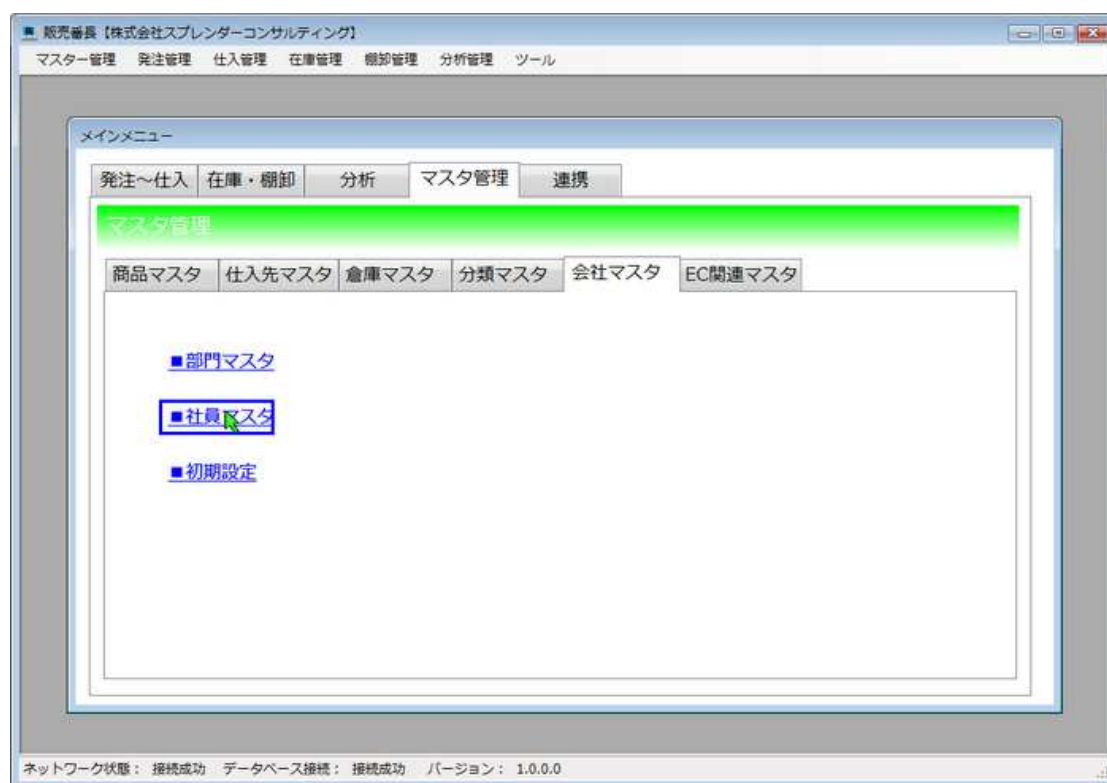 販売番長【株式会社スプレンダーコンサルティング】
マスター管理 発注管理 仕入管理 在庫管理 棚卸管理 分析管理 ツール
メインメニュー
発注～仕入 在庫・棚卸 分析 マスタ管理 連携
マスタ管理
商品マスタ 仕入先マスタ 倉庫マスタ 分類マスタ 会社マスタ EC関連マスタ
■部門マスタ
■社員マスタ
■初期設定
ネットワーク状態： 接続成功 データベース接続： 接続成功 バージョン： 1.0.0.0